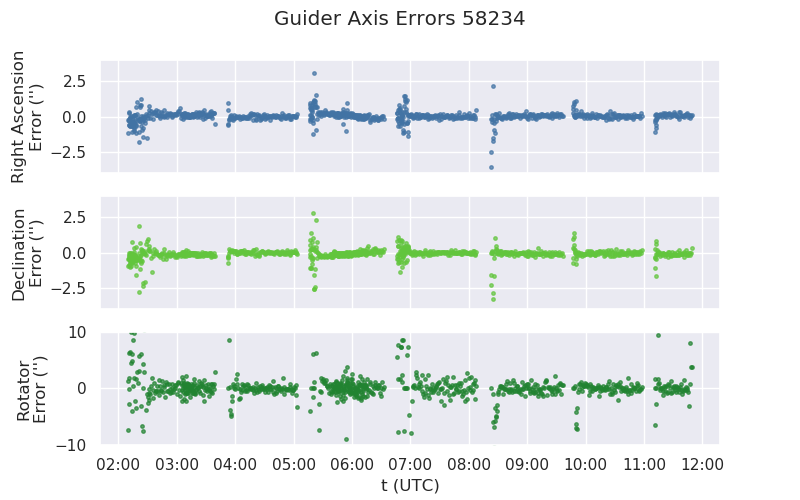 Guider Axis Errors 58234
Right Ascension
Error ('')
2.5
0.0
−2.5
Declination
Error ('')
2.5
0.0
−2.5
Rotator
Error ('')
10
0
−10
02:00 03:00 04:00 05:00 06:00 07:00 08:00 09:00 10:00 11:00 12:00
t (UTC)